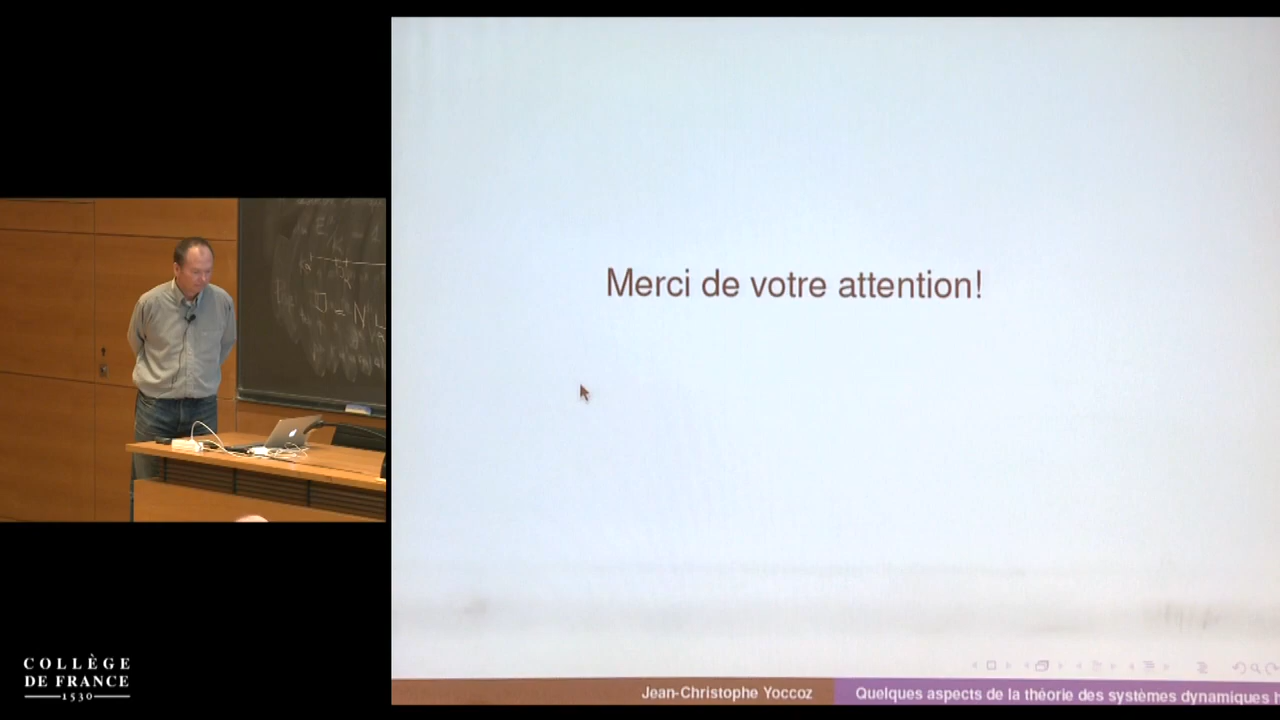 Merci de votre attention!
J = N
COLLÈGE
DE FRANCE
1530
Jean-Christophe Yoccoz
Quelques aspects de la théorie des systèmes dynamiques h